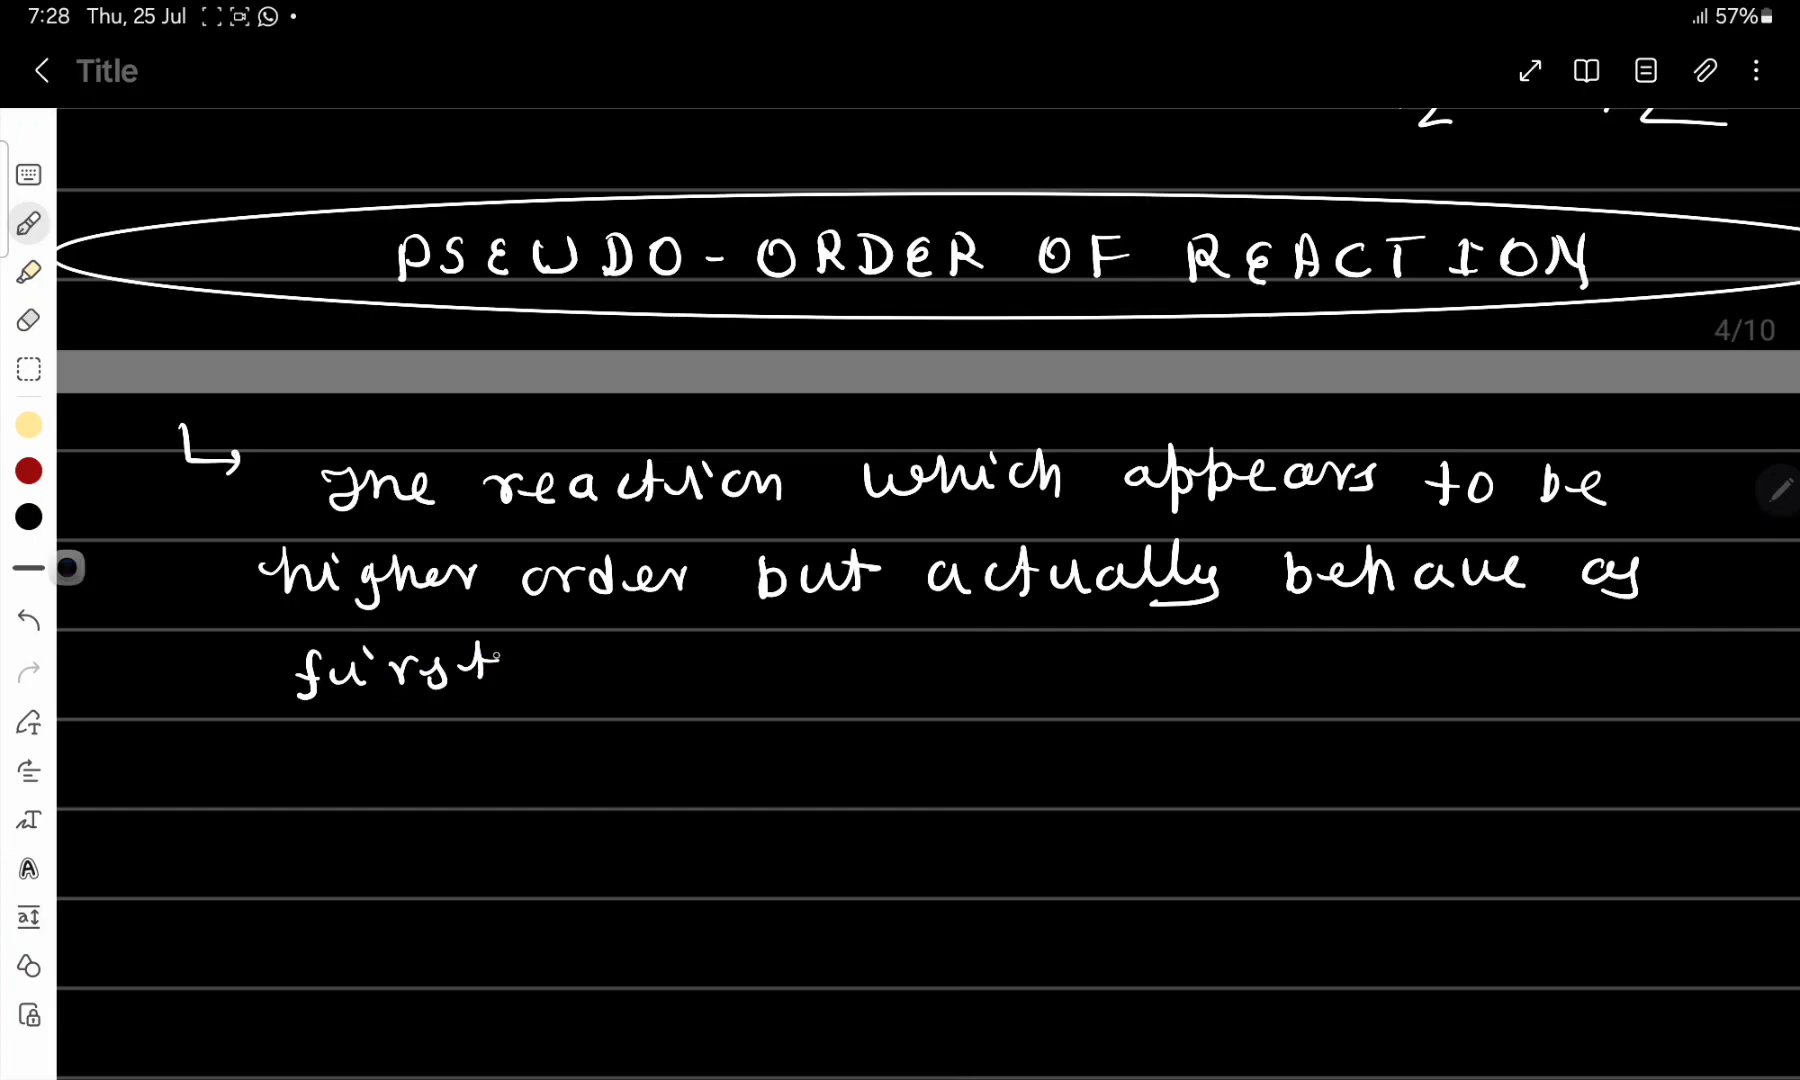 7:28 Thu, 25 Jul 57%
Title
PSEUDO-ORDER OF REACTION
4/10
The reaction which appears to be
higher order but actually behave as
first